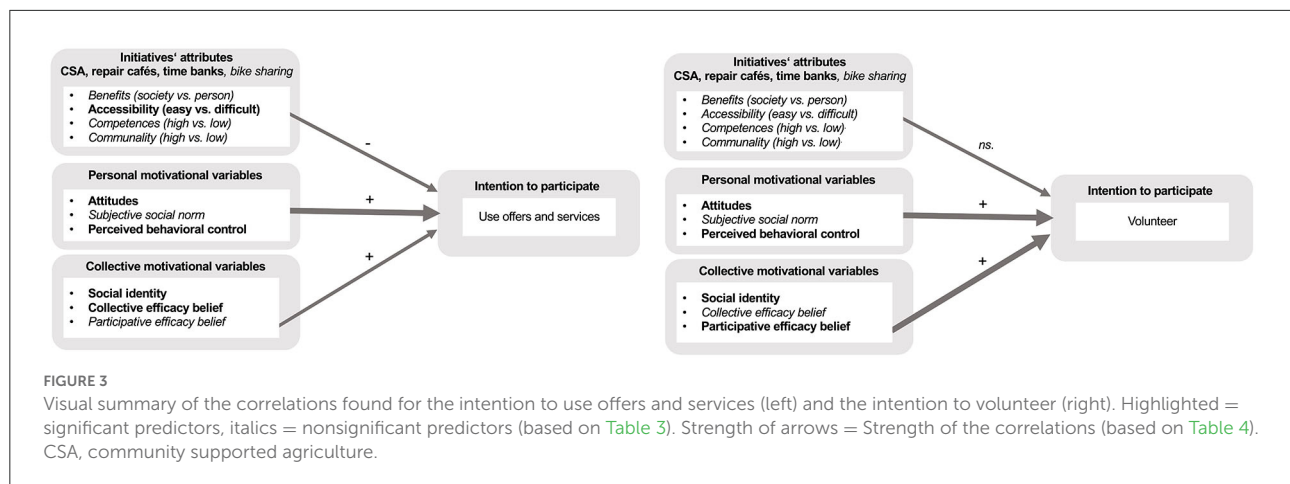 Initiatives‘ attributes
CSA, repair cafés, time banks, bike sharing
• Benefits (society vs. person)
• Accessibility (easy vs. difficult)
• Competences (high vs. low)
• Communality (high vs. low)
-
Personal motivational variables
• Attitudes
• Subjective social norm
• Perceived behavioral control
+
Collective motivational variables
• Social identity
• Collective efficacy belief
• Participative efficacy belief
+
Intention to participate
Use offers and services
Initiatives‘ attributes
CSA, repair cafés, time banks, bike sharing
• Benefits (society vs. person)
• Accessibility (easy vs. difficult)
• Competences (high vs. low)
• Communality (high vs. low)
ns.
Personal motivational variables
• Attitudes
• Subjective social norm
• Perceived behavioral control
+
Collective motivational variables
• Social identity
• Collective efficacy belief
• Participative efficacy belief
+
Intention to participate
Volunteer
FIGURE 3
Visual summary of the correlations found for the intention to use offers and services (left) and the intention to volunteer (right). Highlighted =
significant predictors, italics = nonsignificant predictors (based on Table 3). Strength of arrows = Strength of the correlations (based on Table 4).
CSA, community supported agriculture.